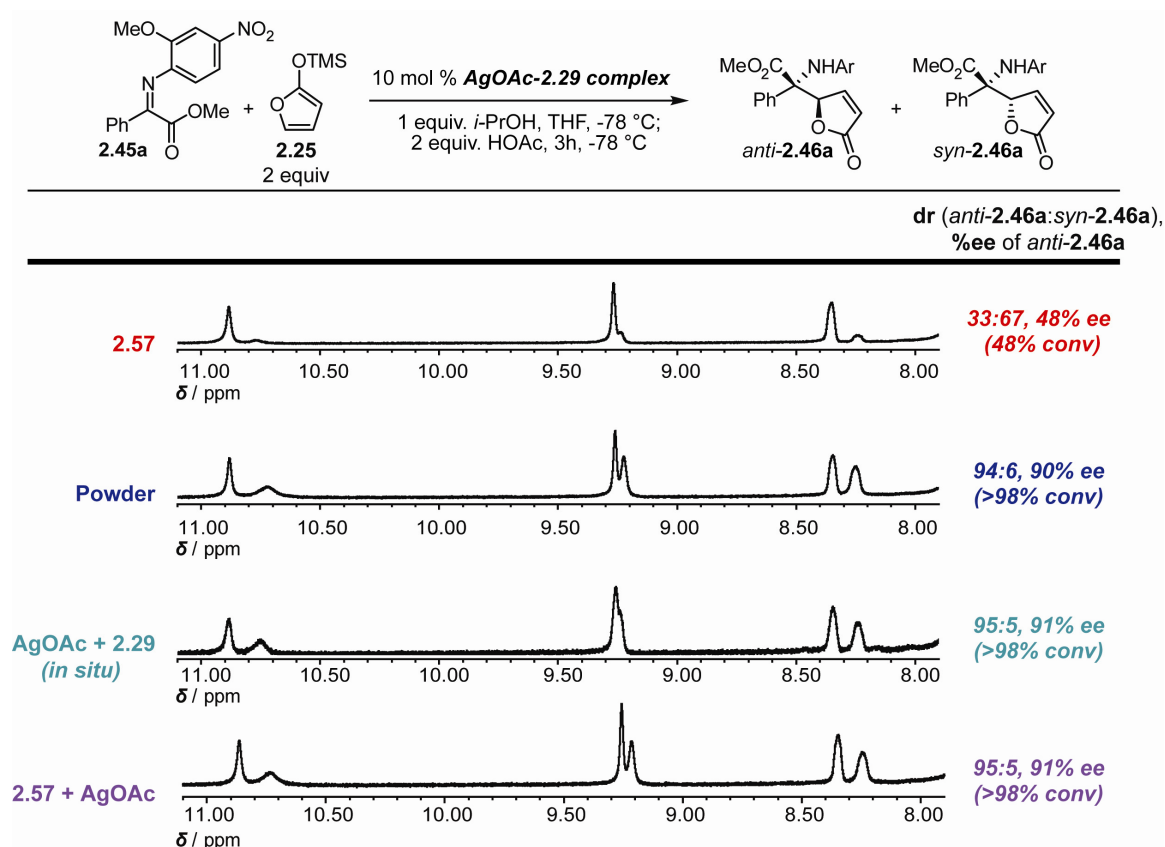 MeO
NO2
N
OMe
Ph
O
2.45a
+
OTMS
O
2.25
2 equiv
10 mol % AgOAc-2.29 complex
1 equiv. i-PrOH, THF, -78 °C;
2 equiv. HOAc, 3h, -78 °C
MeO2C NHAr
Ph
O
O
anti-2.46a
+
MeO2C NHAr
Ph
O
O
syn-2.46a
dr (anti-2.46a:syn-2.46a),
%ee of anti-2.46a
2.57
11.00 10.50 10.00 9.50 9.00 8.50 8.00
δ / ppm
33:67, 48% ee
(48% conv)
Powder
11.00 10.50 10.00 9.50 9.00 8.50 8.00
δ / ppm
94:6, 90% ee
(>98% conv)
AgOAc + 2.29
(in situ)
11.00 10.50 10.00 9.50 9.00 8.50 8.00
δ / ppm
95:5, 91% ee
(>98% conv)
2.57 + AgOAc
11.00 10.50 10.00 9.50 9.00 8.50 8.00
δ / ppm
95:5, 91% ee
(>98% conv)